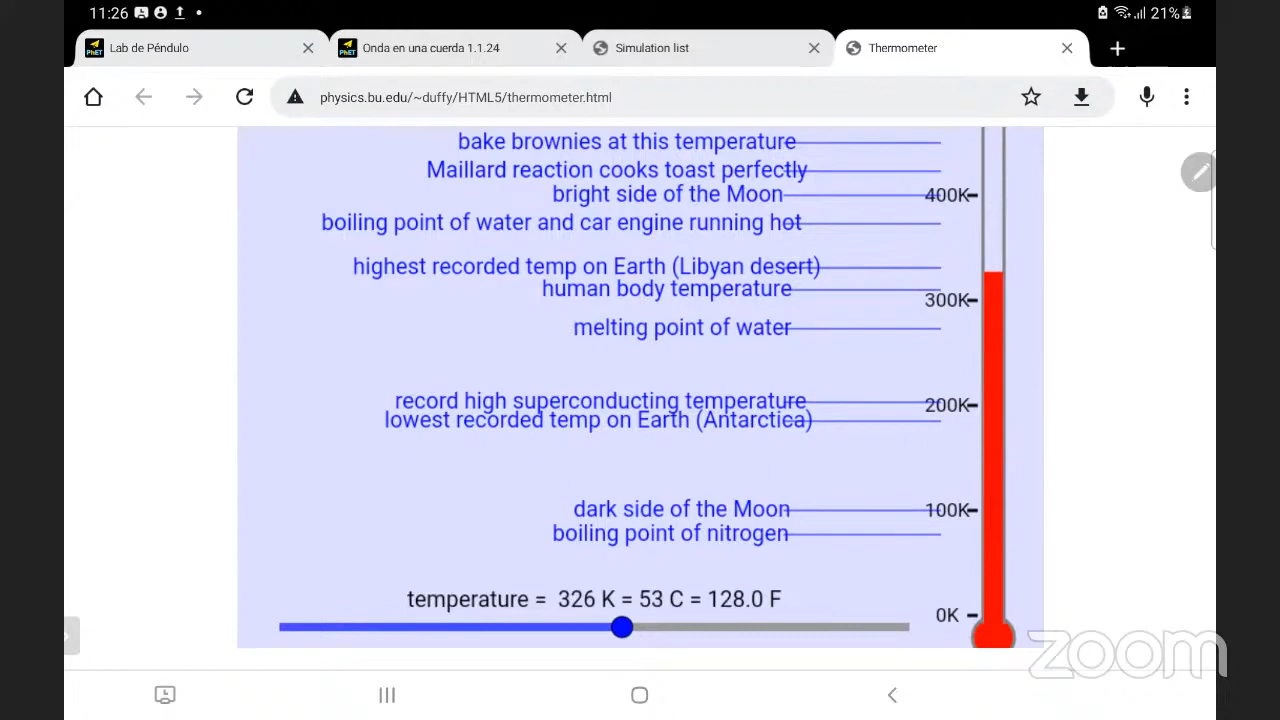 11:26
21%
Lab de Péndulo
Onda en una cuerda 1.1.24
Simulation list
Thermometer
physics.bu.edu/~duffy/HTML5/thermometer.html
bake brownies at this temperature
Maillard reaction cooks toast perfectly
bright side of the Moon
400K
boiling point of water and car engine running hot
highest recorded temp on Earth (Libyan desert)
human body temperature
300K
melting point of water
record high superconducting temperature
200K
lowest recorded temp on Earth (Antarctica)
dark side of the Moon
100K
boiling point of nitrogen
temperature = 326 K = 53 C = 128.0 F
0K
zoom